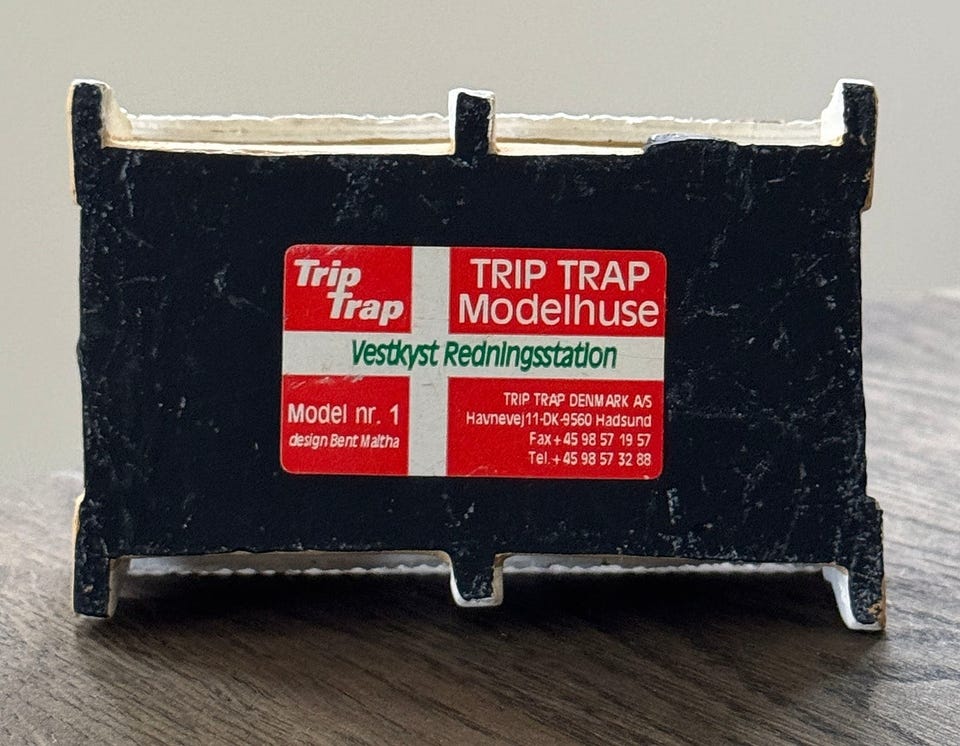 Trip
Trap
TRIP TRAP
Modelhuse
Vestkyst Redningsstation
Model nr. 1
design Bent Maltha
TRIP TRAP DENMARK A/S
Havnevej 11-DK-9560 Hadsund
Fax+45 98 57 19 57
Tel.+45 98 57 32 88